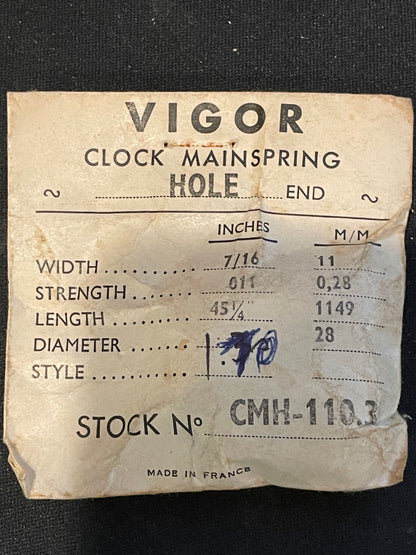 VIGOR
CLOCK MAINSPRING
~ HOLE END ~
INCHES M/M
WIDTH .......... 7/16 11
STRENGTH ........ 011 0,28
LENGTH .......... 45¼" 1149
DIAMETER ....... 28
STYLE ...........
STOCK Nº CMH-110.3
MADE IN FRANCE